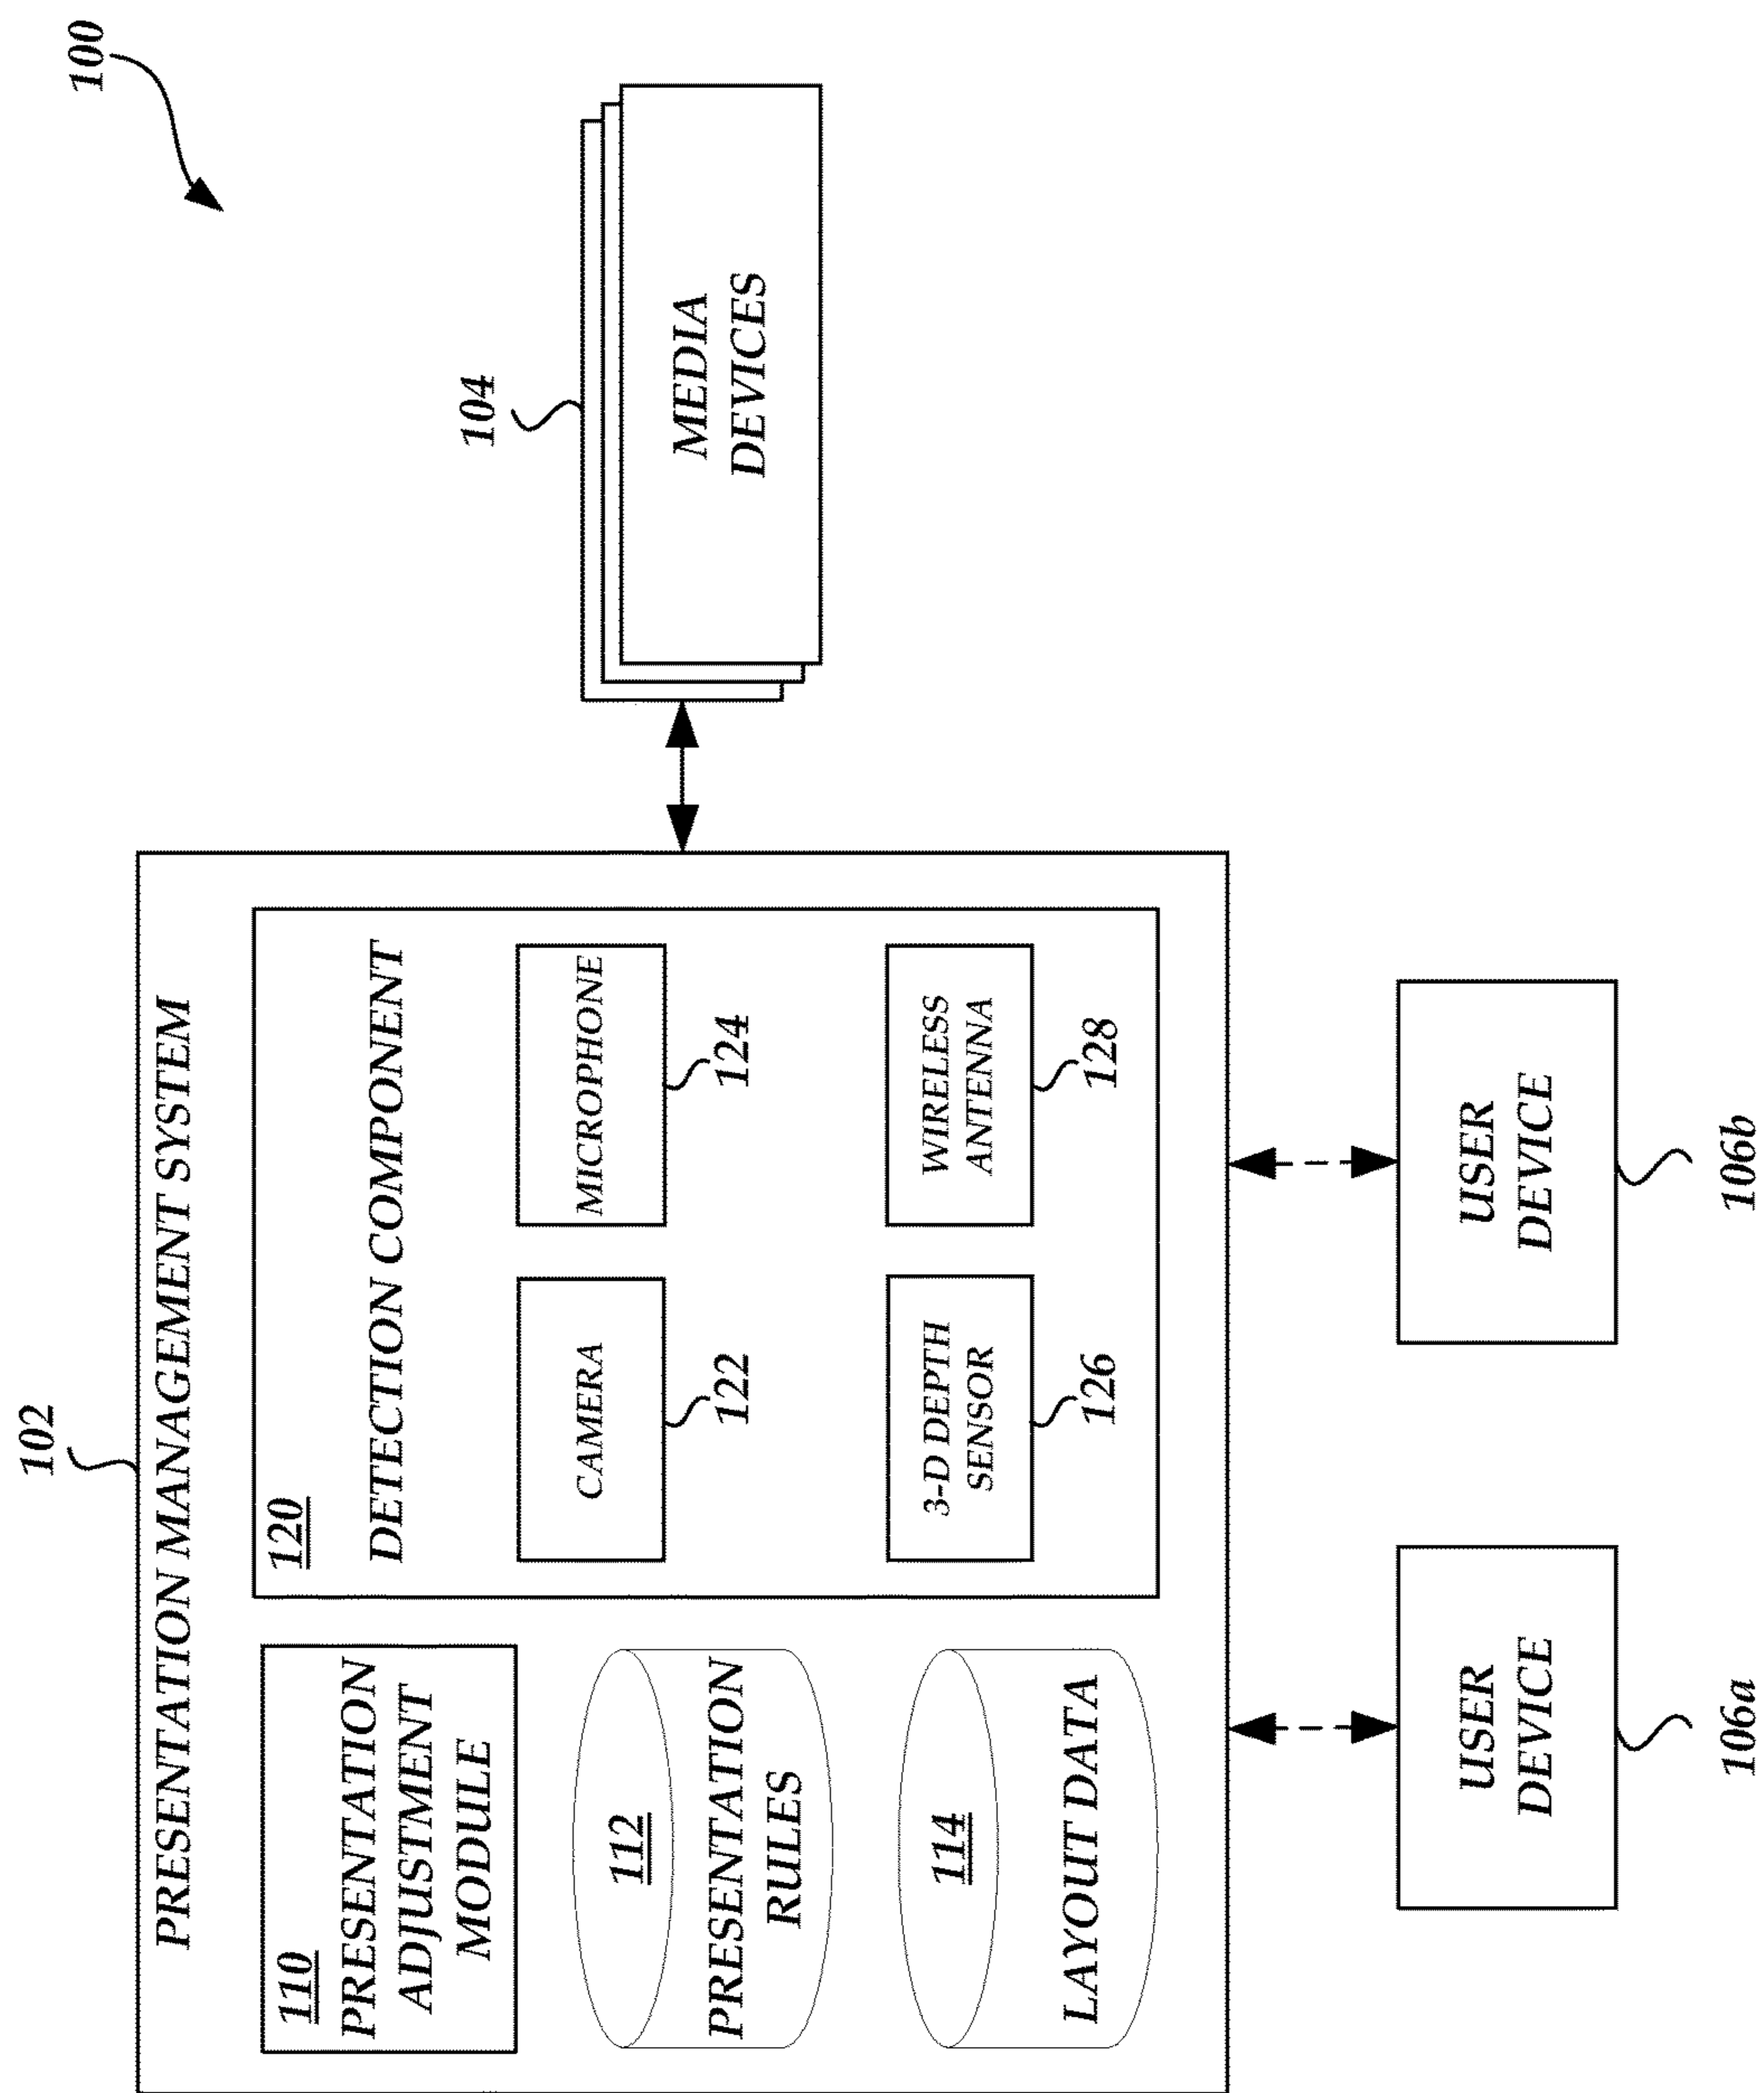 100
102
PRESENTATION MANAGEMENT SYSTEM
110
PRESENTATION
ADJUSTMENT
MODULE
112
PRESENTATION
RULES
114
LAYOUT DATA
120
DETECTION COMPONENT
CAMERA
122
MICROPHONE
124
3-D DEPTH
SENSOR
126
WIRELESS
ANTENNA
128
104
MEDIA
DEVICES
USER
DEVICE
106a
USER
DEVICE
106b